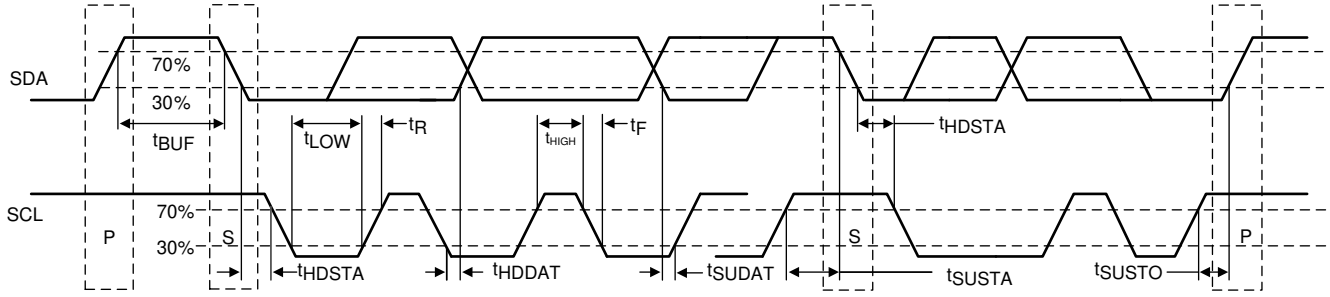 70%
SDA
30%
tBUF
tLOW
tR
tHIGH
tF
tHDSTA
SCL
70%
P
S
30%
S
P
tHDSTA
tHDDAT
tSUDAT
tSUSTA
tSUSTO